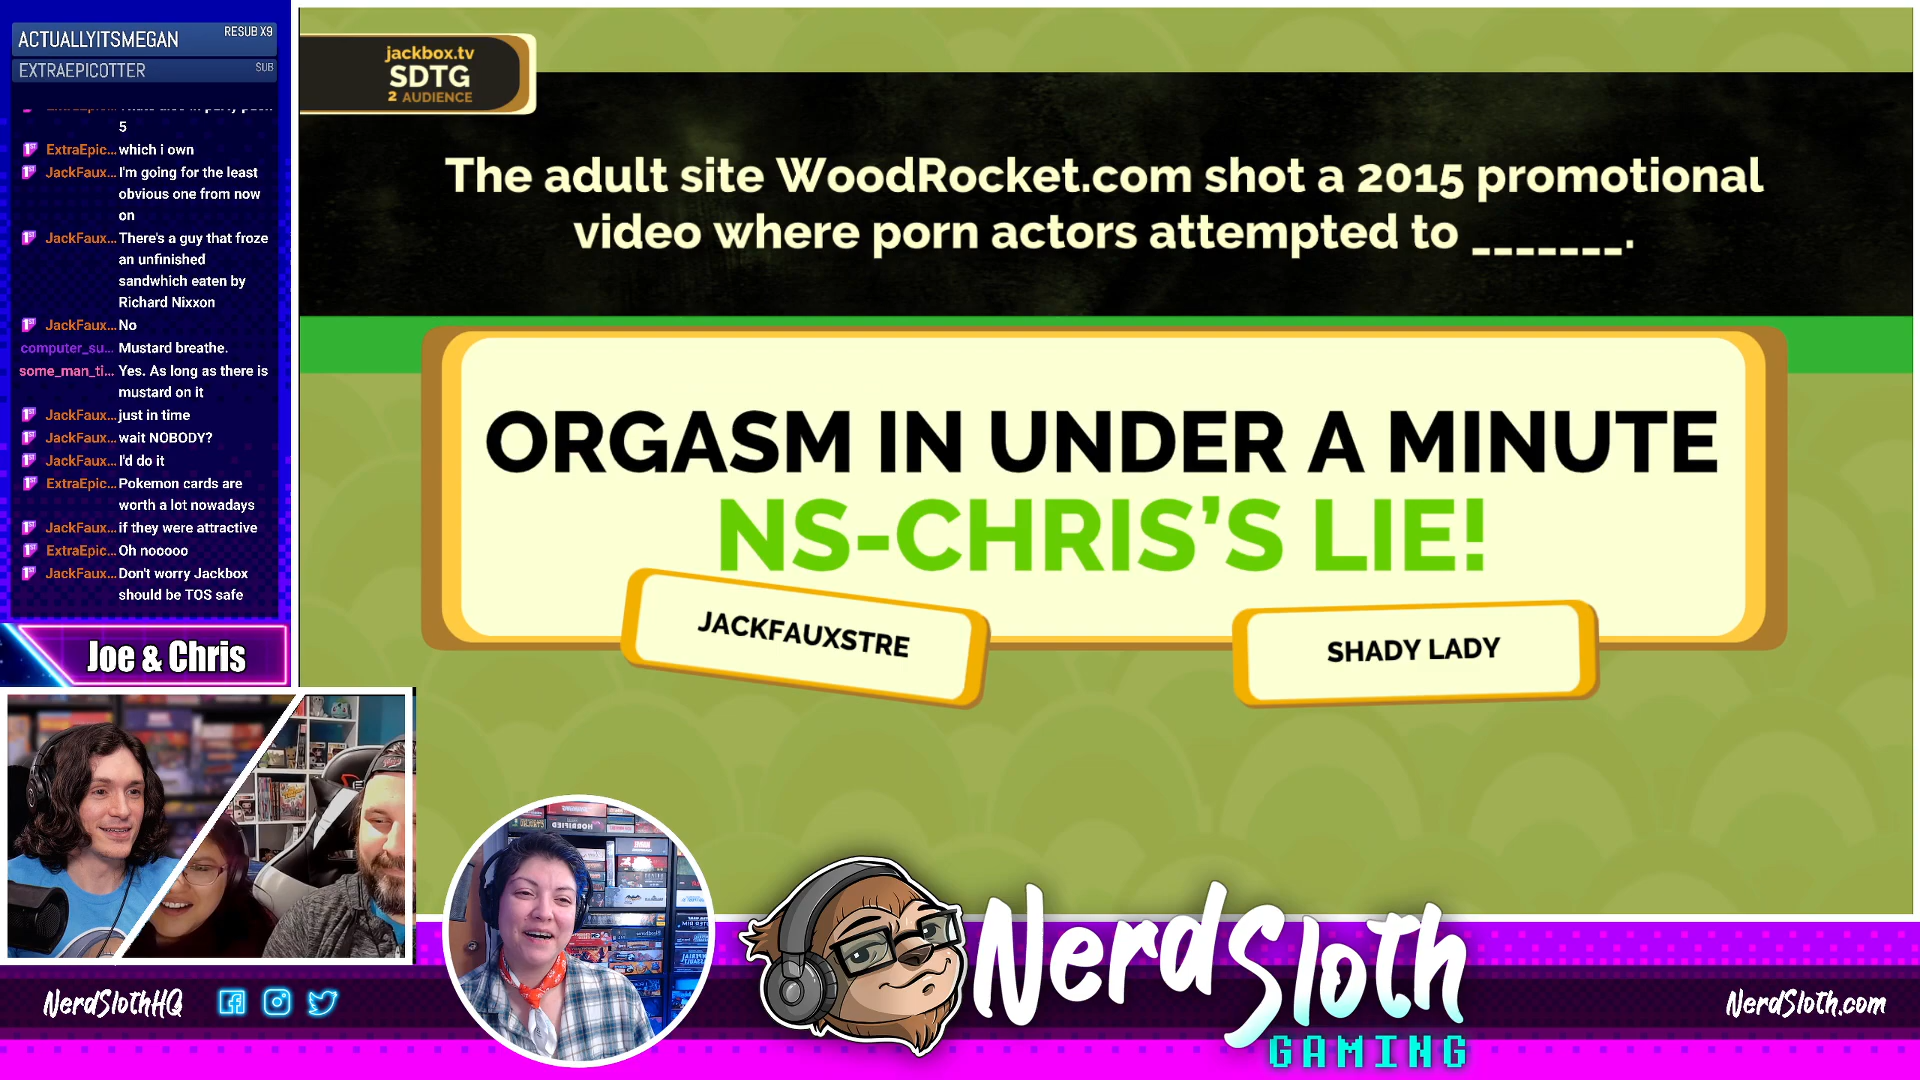 ACTUALLYITSMEGAN RESUB X9
EXTRAEPICOTTER SUB
5
ExtraEpic... which i own
JackFaux... I'm going for the least
obvious one from now
on
JackFaux... There's a guy that froze
an unfinished
sandwhich eaten by
Richard Nixxon
JackFaux... No
computer_su... Mustard breathe.
some_man_ti... Yes. As long as there is
mustard on it
JackFaux... just in time
JackFaux... wait NOBODY?
JackFaux... I'd do it
ExtraEpic... Pokemon cards are
worth a lot nowadays
JackFaux... if they were attractive
ExtraEpic... Oh nooooo
JackFaux... Don't worry Jackbox
should be TOS safe
Joe & Chris
jackbox.tv
SDTG
2 AUDIENCE
The adult site WoodRocket.com shot a 2015 promotional
video where porn actors attempted to _______.
ORGASM IN UNDER A MINUTE
NS-CHRIS'S LIE!
JACKFAUXSTRE
SHADY LADY
NerdSlothHQ
NerdSloth
GAMING
NerdSloth.com